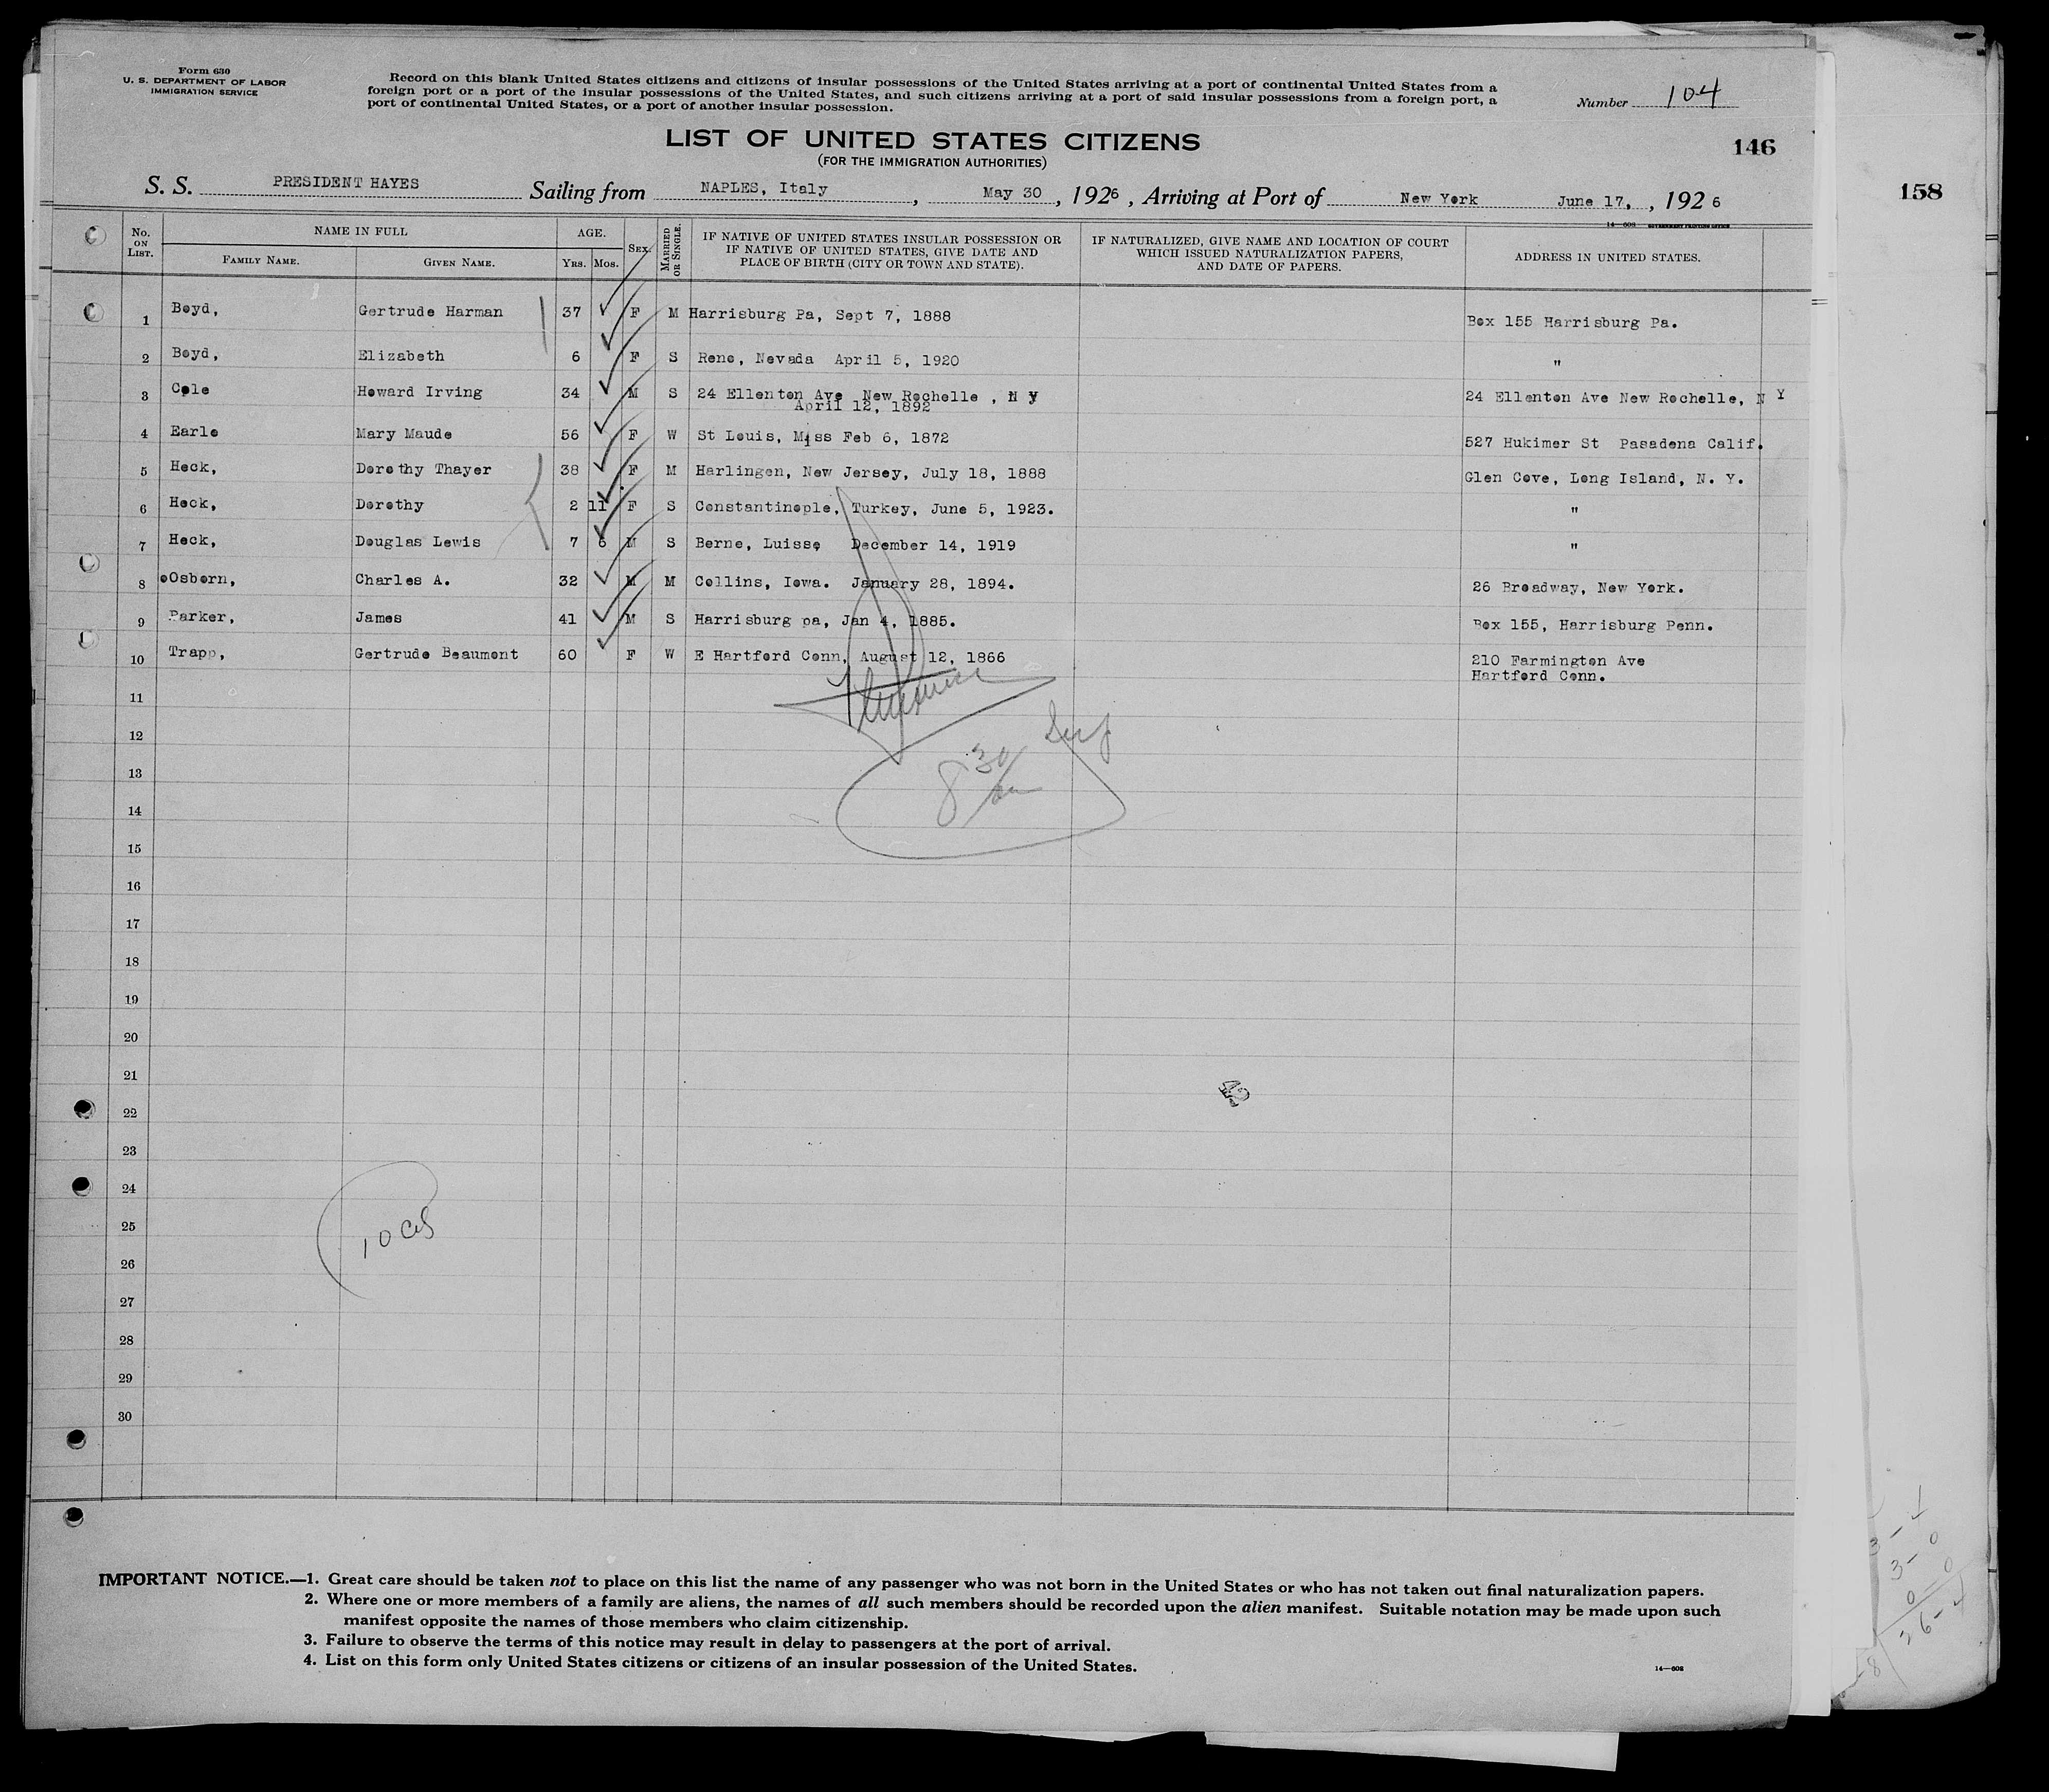 Form 630
U. S. DEPARTMENT OF LABOR
IMMIGRATION SERVICE
Record on this blank United States citizens and citizens of insular possessions of the United States arriving at a port of continental United States from a
foreign port or a port of the insular possessions of the United States, and such citizens arriving at a port of said insular possessions from a foreign port, a
port of continental United States, or a port of another insular possession.
Number 104
LIST OF UNITED STATES CITIZENS
(FOR THE IMMIGRATION AUTHORITIES)
146
158
S. S. PRESIDENT HAYES Sailing from NAPLES, Italy, May 30, 1926, Arriving at Port of New York June 17, , 1926
14—608 GOVERNMENT PRINTING OFFICE
No. ON LIST. NAME IN FULL FAMILY NAME. GIVEN NAME. AGE. YRS. MOS. SEX. MARRIED OR SINGLE. IF NATIVE OF UNITED STATES INSULAR POSSESSION OR IF NATIVE OF UNITED STATES, GIVE DATE AND PLACE OF BIRTH (CITY OR TOWN AND STATE). IF NATURALIZED, GIVE NAME AND LOCATION OF COURT WHICH ISSUED NATURALIZATION PAPERS, AND DATE OF PAPERS. ADDRESS IN UNITED STATES.
1 Boyd, Gertrude Harman 37 F M Harrisburg Pa, Sept 7, 1888 Box 155 Harrisburg Pa.
2 Boyd, Elizabeth 6 F S Reno, Nevada April 5, 1920 "
3 Cole Howard Irving 34 M S 24 Ellenton Ave New Rochelle , N Y 24 Ellenton Ave New Rochelle, N Y
April 12, 1892
4 Earle Mary Maude 56 F W St Louis, Miss Feb 6, 1872 527 Hukimer St Pasadena Calif.
5 Heck, Dorothy Thayer 38 F M Harlingen, New Jersey, July 18, 1888 Glen Cove, Long Island, N. Y.
6 Heck, Dorothy 2 11 F S Constantinople, Turkey, June 5, 1923. "
7 Heck, Douglas Lewis 7 6 M S Berne, Luisse December 14, 1919 "
8 Osborn, Charles A. 32 M M Collins, Iowa. January 28, 1894. 26 Broadway, New York.
9 Parker, James 41 M S Harrisburg pa, Jan 4, 1885. Box 155, Harrisburg Penn.
10 Trapp, Gertrude Beaumont 60 F W E Hartford Conn, August 12, 1866 210 Farmington Ave
Hartford Conn.
11
12
13
8 30
14
15
16
17
18
19
20
21
42
22
23
24
25
10
26
27
28
29
30
IMPORTANT NOTICE.—1. Great care should be taken not to place on this list the name of any passenger who was not born in the United States or who has not taken out final naturalization papers.
2. Where one or more members of a family are aliens, the names of all such members should be recorded upon the alien manifest. Suitable notation may be made upon such
manifest opposite the names of those members who claim citizenship.
3. Failure to observe the terms of this notice may result in delay to passengers at the port of arrival.
4. List on this form only United States citizens or citizens of an insular possession of the United States.
14—608